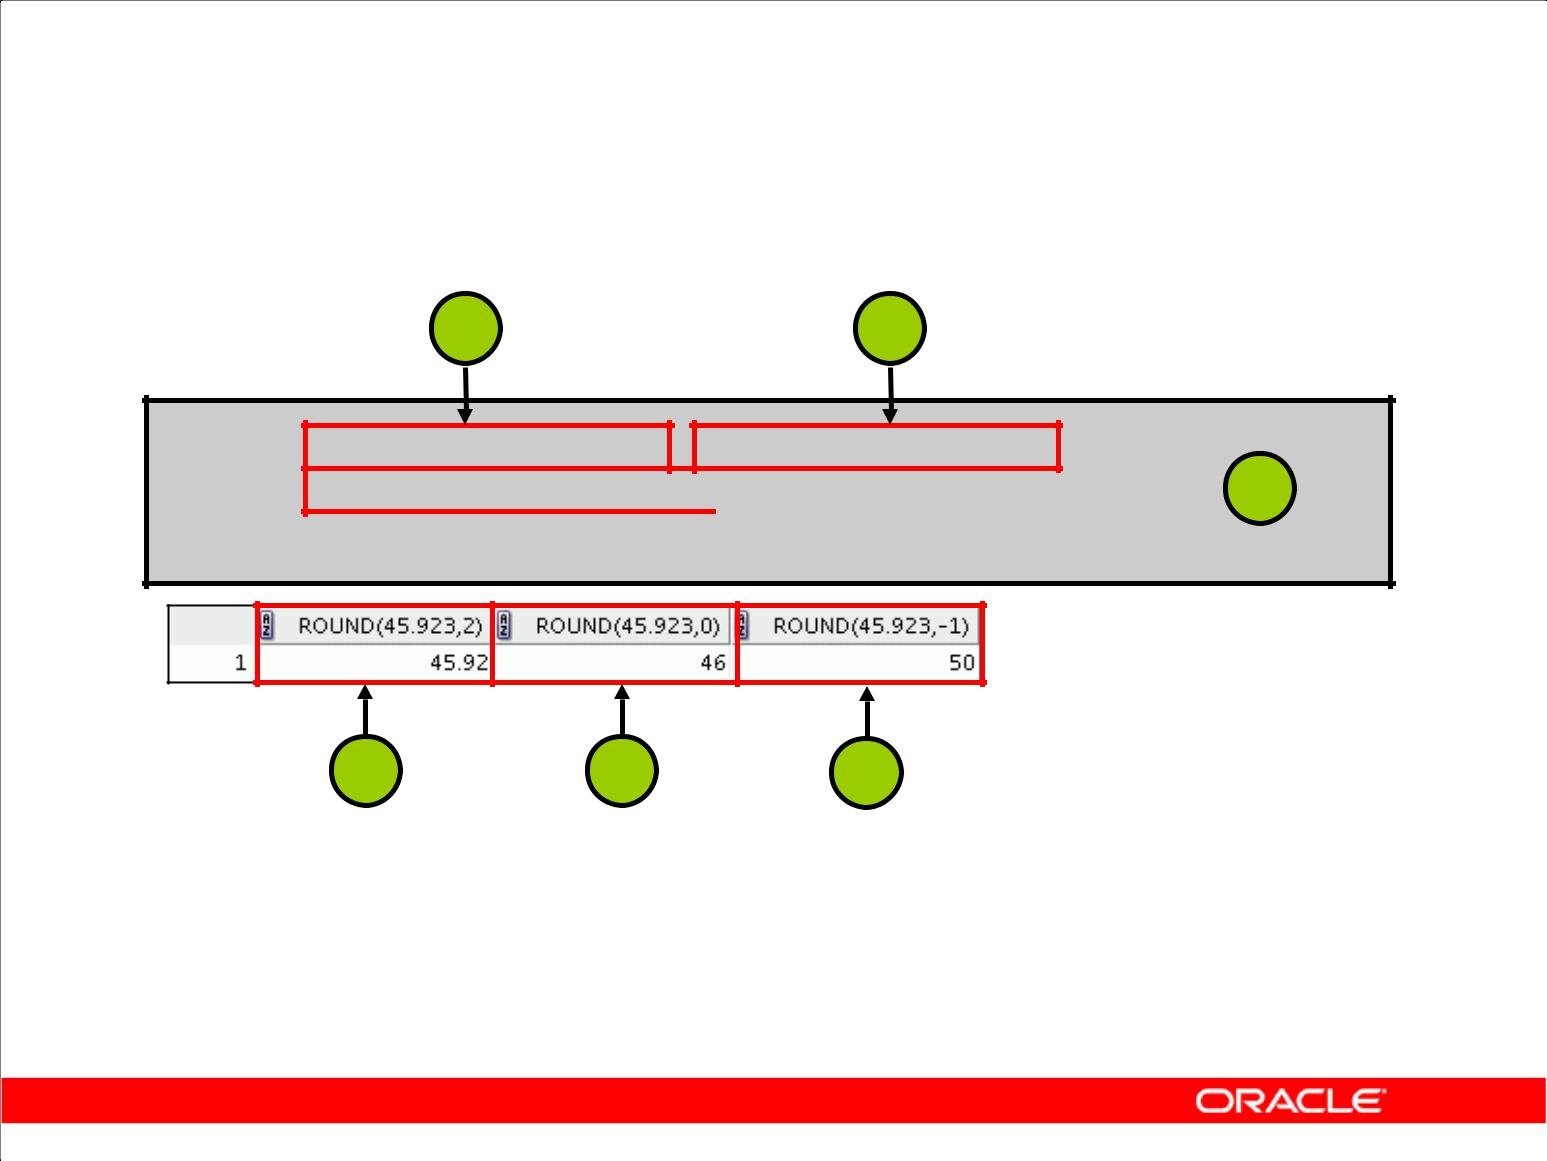 ROUND(45.923,2) ROUND(45.923,0) ROUND(45.923,-1)
1 45.92 46 50
ORACLE